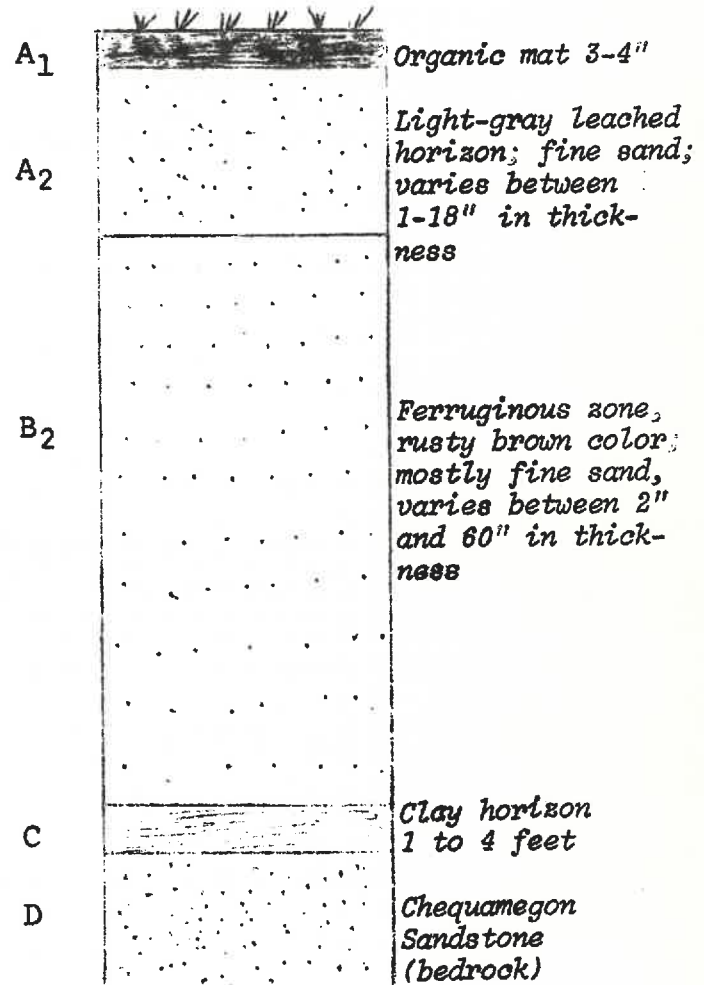 A1
Organic mat 3-4"
A2
Light-gray leached
horizon; fine sand;
varies between
1-18" in thick-
ness
B2
Ferruginous zone,
rusty brown color;
mostly fine sand,
varies between 2"
and 60" in thick-
ness
C
Clay horizon
1 to 4 feet
D
Chequamegon
Sandstone
(bedrock)